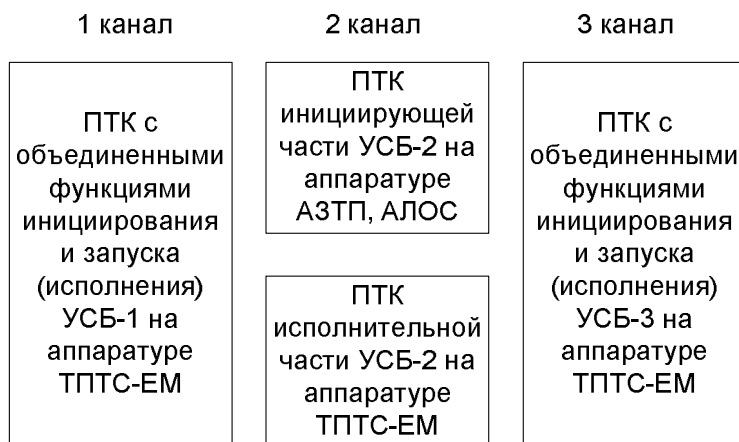 1 канал
2 канал
3 канал
ПТК с
объединенными
функциями
инициирования
и запуска
(исполнения)
УСБ-1 на
аппаратуре
ТПТС-ЕМ
ПТК
инициирующей
части УСБ-2 на
аппаратуре
АЗТП, АЛОС
ПТК
исполнительной
части УСБ-2 на
аппаратуре
ТПТС-ЕМ
ПТК с
объединенными
функциями
инициирования
и запуска
(исполнения)
УСБ-3 на
аппаратуре
ТПТС-ЕМ